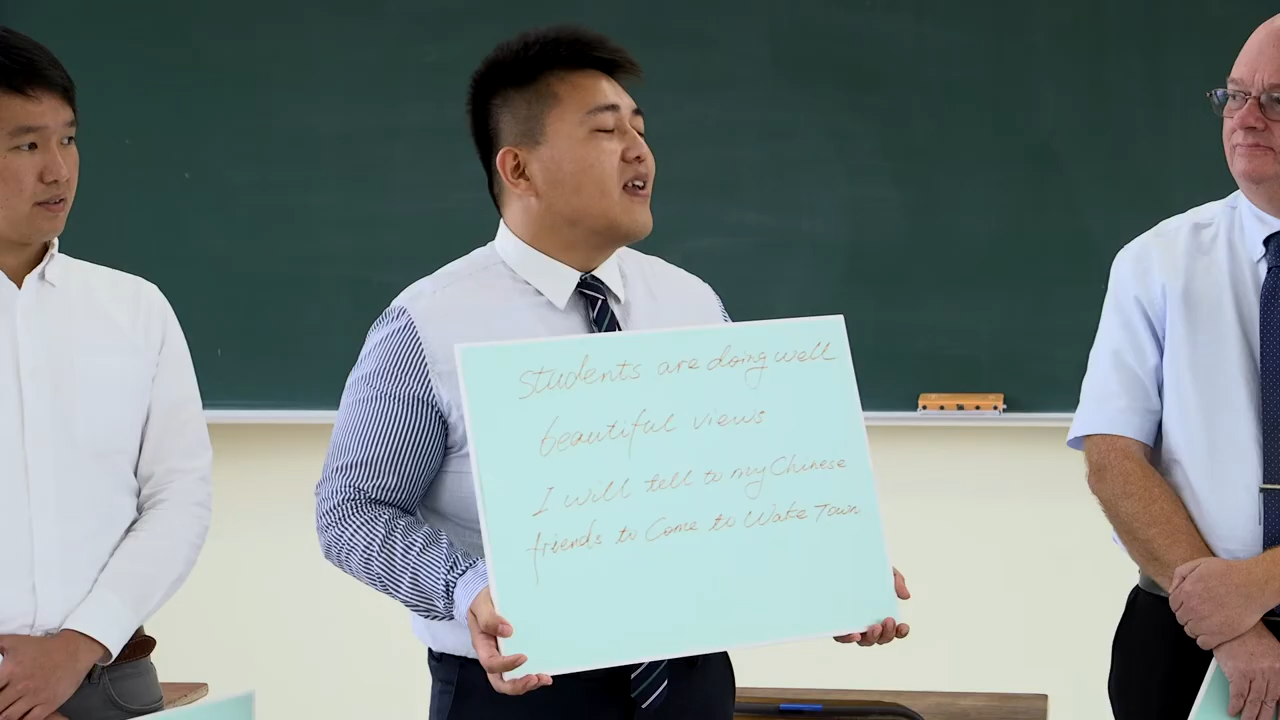 Students are doing well
beautiful views
I will tell to my Chinese
friends to Come to Wake Town